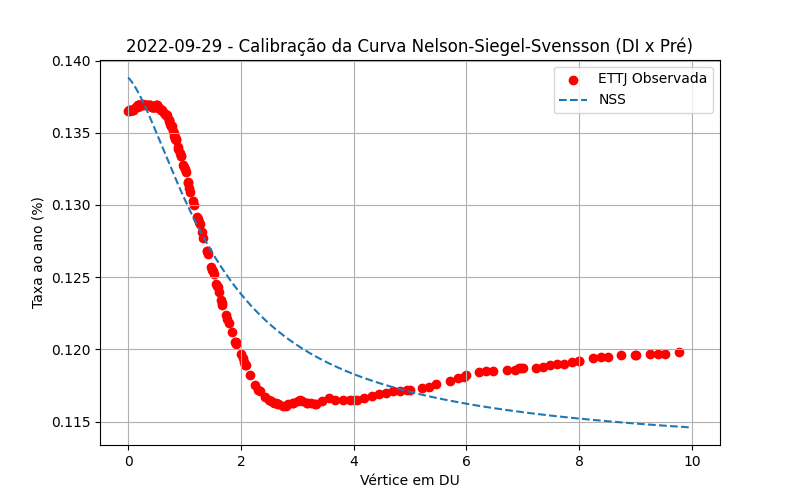 2022-09-29 - Calibração da Curva Nelson-Siegel-Svensson (DI x Pré)
ETTJ Observada
NSS
Taxa ao ano (%)
0.140
0.135
0.130
0.125
0.120
0.115
0 2 4 6 8 10
Vértice em DU